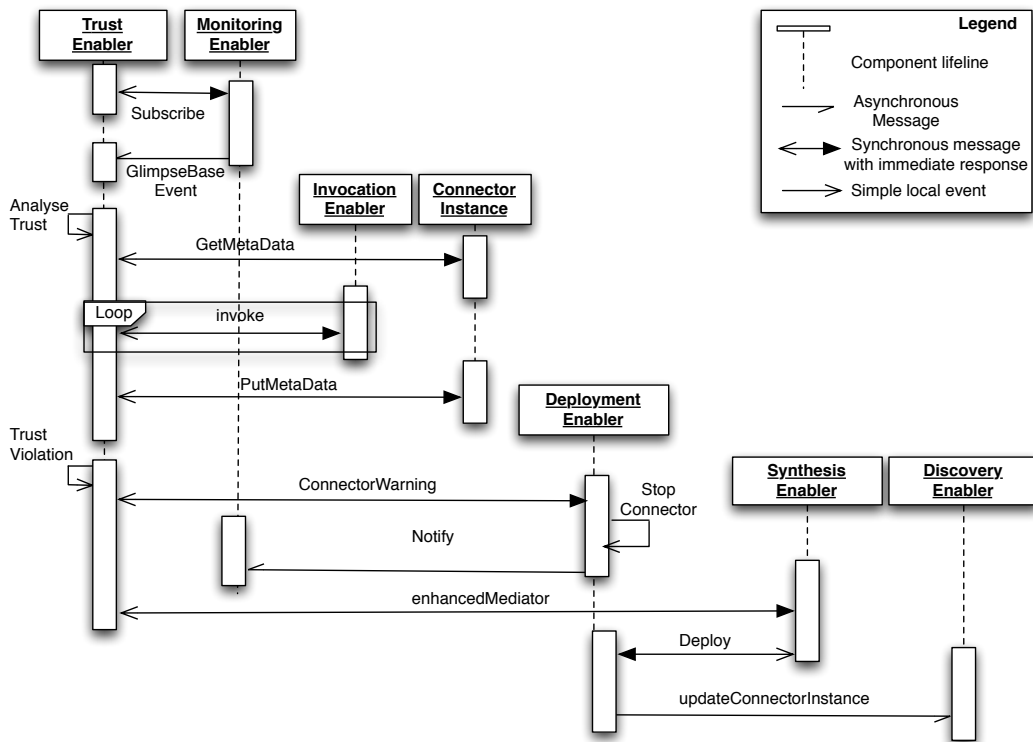 Trust
Enabler
Monitoring
Enabler
Legend
Component lifeline
Asynchronous
Message
Synchronous message
with immediate response
Simple local event
Subscribe
GlimpseBase
Event
Invocation
Enabler
Connector
Instance
Analyse
Trust
GetMetaData
Loop
invoke
PutMetaData
Deployment
Enabler
Trust
Violation
ConnectorWarning
Stop
Connector
Synthesis
Enabler
Discovery
Enabler
Notify
enhancedMediator
Deploy
updateConnectorInstance